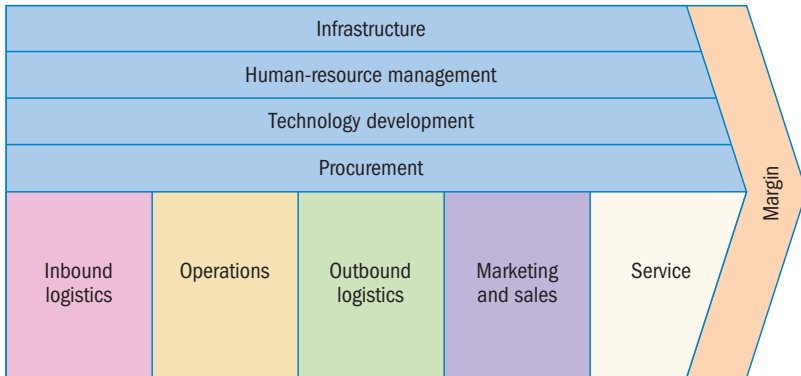 Infrastructure
Human-resource management
Technology development
Procurement
Margin
Inbound
logistics
Operations
Outbound
logistics
Marketing
and sales
Service